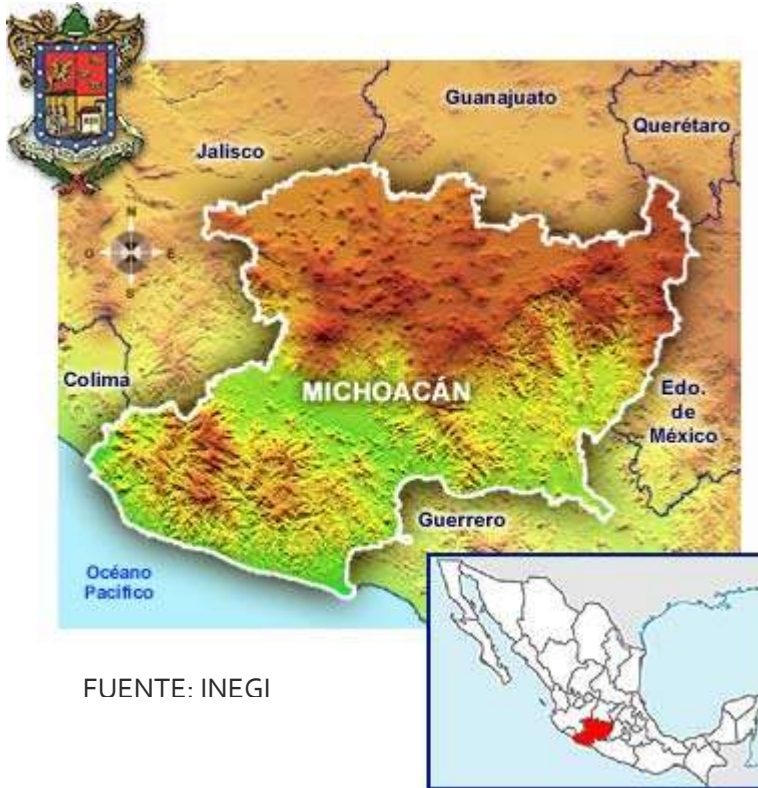 Guanajuato
Querétaro
Jalisco
N
O
E
S
Colima
MICHOACÁN
Edo.
de
México
Guerrero
Océano
Pacífico
FUENTE: INEGI